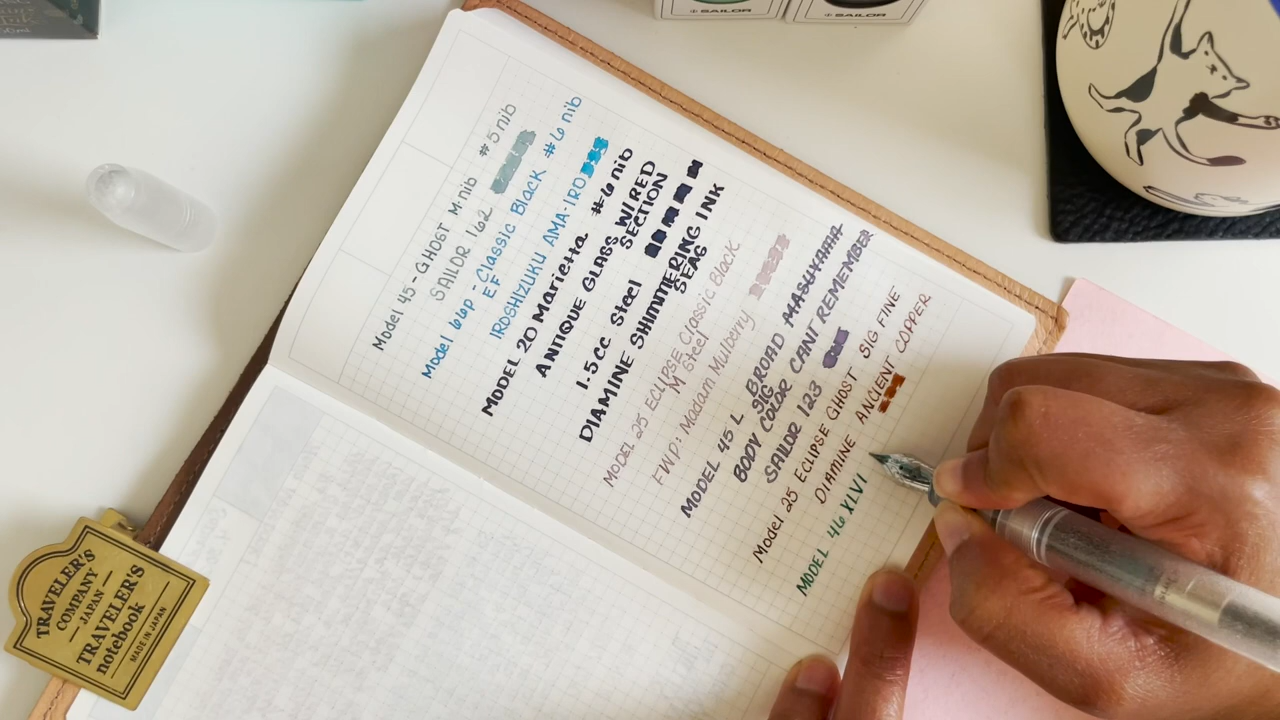 SAILOR
SAILOR
Ink
Model 45-GHOST M-nib #5 nib
SAILOR 162
Model 66p - Classic Black #6 nib
EF
IROSHIZUKU AMA-IRO
MODEL 20 Marietta #6 nib
ANTIQUE GLASS WIRED
SECTION
1.5cc Steel
DIAMINE SHIMMERING INK
SEAG
MODEL 25 ECLIPSE Classic Black
M Steel
FWP: Madam Mulberry
MODEL 45 L BROAD MASUYAMA
SIG
BODY COLOR CANT REMEMBER
SAILOR 123
Model 25 ECLIPSE GHOST SIG FINE
DIAMINE ANCIENT COPPER
MODEL 46 XLVI
TRAVELER'S
COMPANY
JAPAN
TRAVELER'S
notebook
MADE IN JAPAN